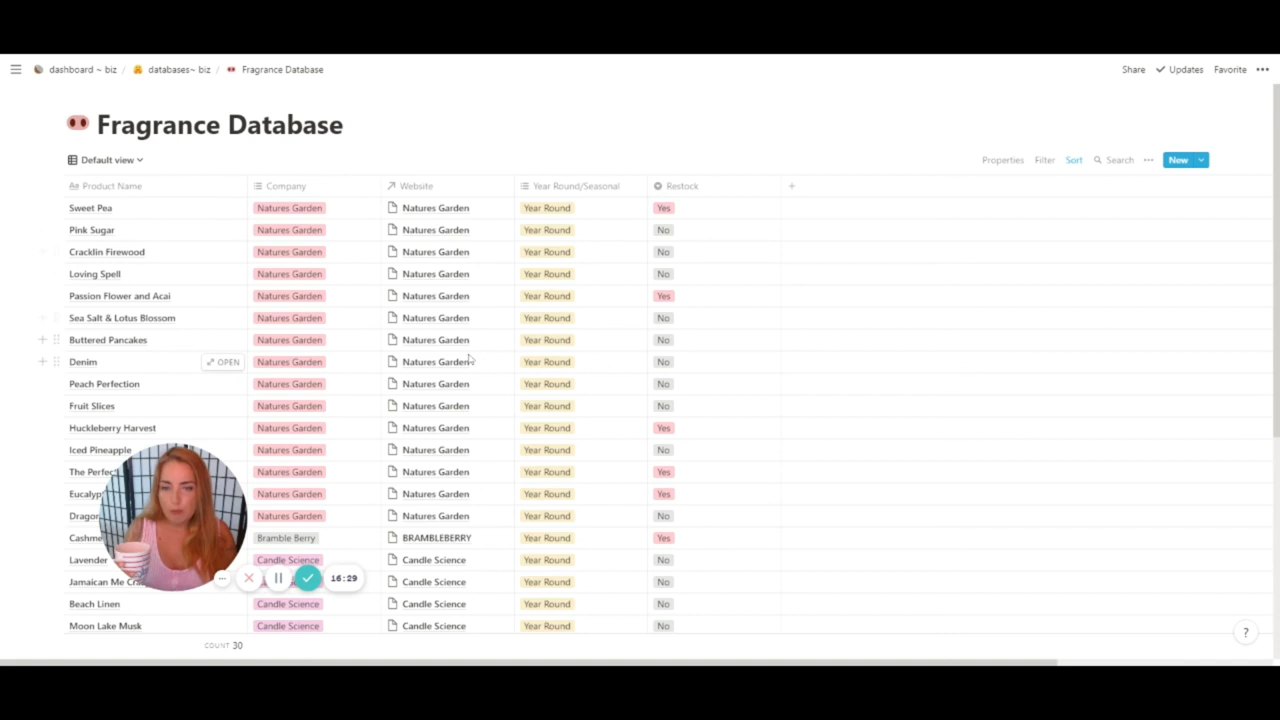 dashboard ~ biz / databases~ biz / Fragrance Database Share Updates Favorite •••
Fragrance Database
Default view Properties Filter Sort Search ••• New
Product Name Company Website Year Round/Seasonal Restock +
Sweet Pea Natures Garden Natures Garden Year Round Yes
Pink Sugar Natures Garden Natures Garden Year Round No
Cracklin Firewood Natures Garden Natures Garden Year Round No
Loving Spell Natures Garden Natures Garden Year Round No
Passion Flower and Acai Natures Garden Natures Garden Year Round Yes
Sea Salt & Lotus Blossom Natures Garden Natures Garden Year Round No
Buttered Pancakes Natures Garden Natures Garden Year Round No
Denim OPEN Natures Garden Natures Garden Year Round No
Peach Perfection Natures Garden Natures Garden Year Round No
Fruit Slices Natures Garden Natures Garden Year Round No
Huckleberry Harvest Natures Garden Natures Garden Year Round Yes
Iced Pineapple Natures Garden Natures Garden Year Round No
The Natures Garden Natures Garden Year Round Yes
Natures Garden Natures Garden Year Round Yes
Natures Garden Natures Garden Year Round No
Bramble Berry BRAMBLEBERRY Year Round Yes
Lavender Candle Science Candle Science Year Round No
Jamaican Me Candle Science Year Round No
16:29
Beach Linen Candle Science Candle Science Year Round No
Moon Lake Musk Candle Science Candle Science Year Round No
COUNT 30
?